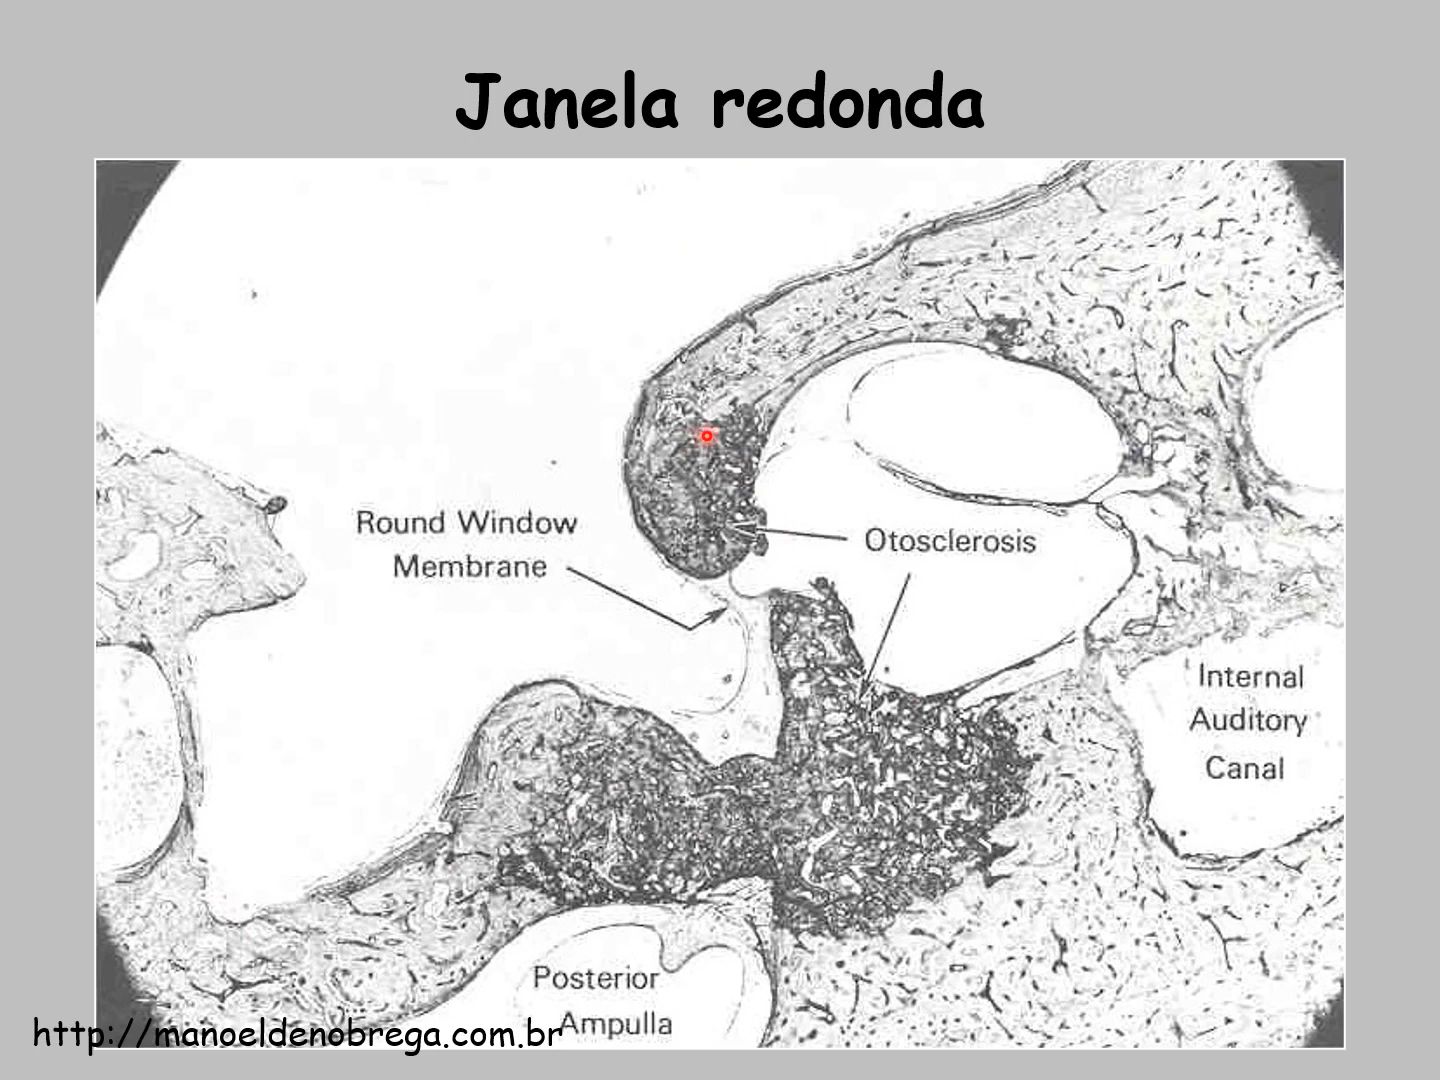 Janela redonda
Round Window
Membrane
Otosclerosis
Internal
Auditory
Canal
Posterior
Ampulla
http://manoeldenobrega.com.br